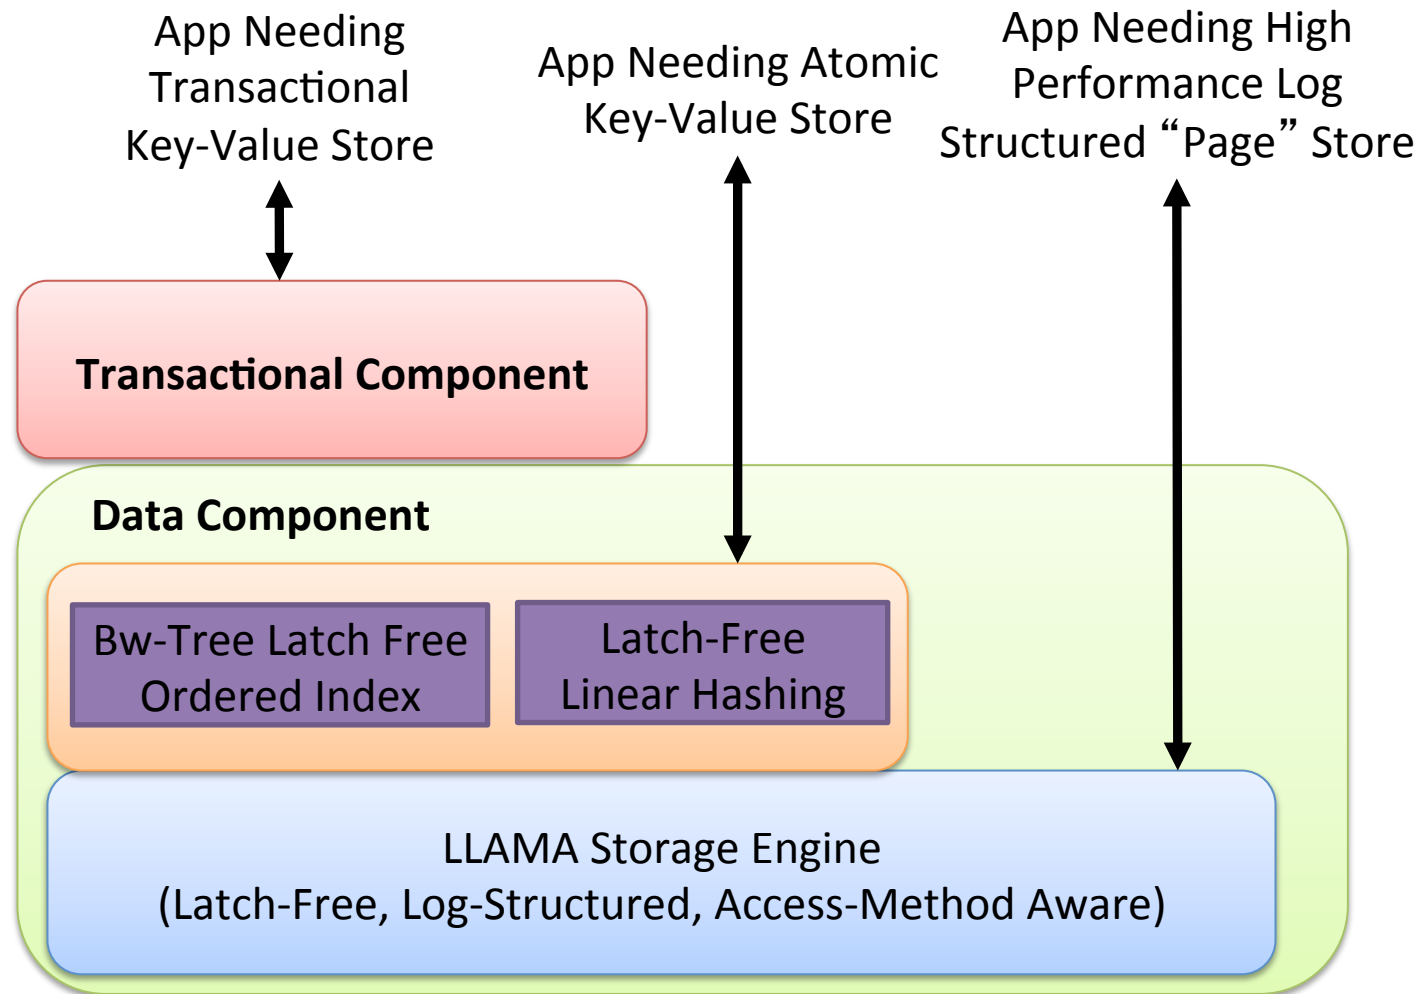 App Needing
Transactional
Key-Value Store
App Needing Atomic
Key-Value Store
App Needing High
Performance Log
Structured “Page” Store
Transactional Component
Data Component
Bw-Tree Latch Free
Ordered Index
Latch-Free
Linear Hashing
LLAMA Storage Engine
(Latch-Free, Log-Structured, Access-Method Aware)